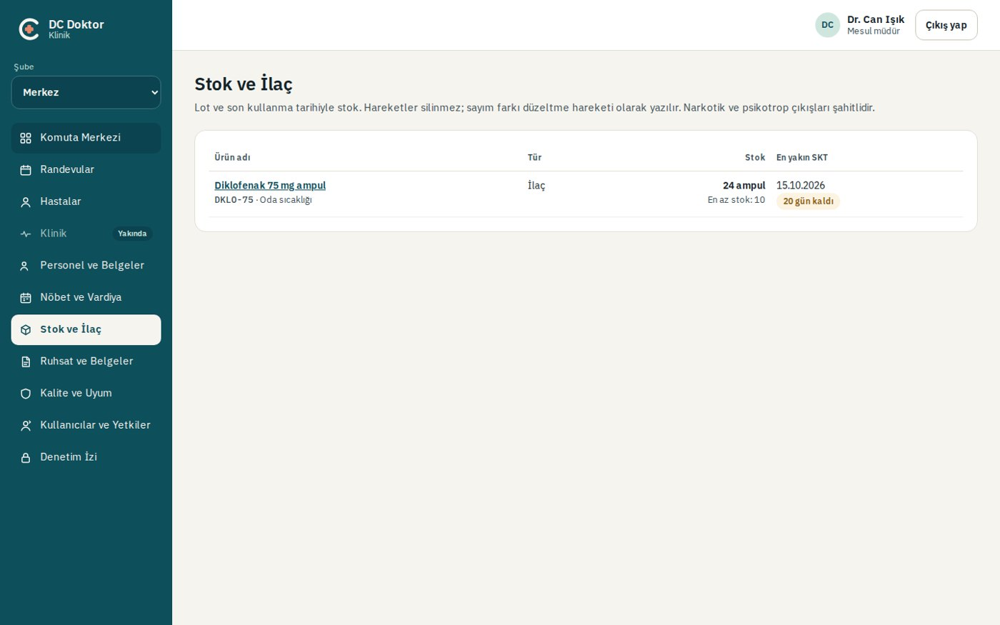 DC Doktor
Klinik
Şube
Merkez
Komuta Merkezi
Randevular
Hastalar
Klinik Yakında
Personel ve Belgeler
Nöbet ve Vardiya
Stok ve İlaç
Ruhsat ve Belgeler
Kalite ve Uyum
Kullanıcılar ve Yetkiler
Denetim İzi
DC Dr. Can Işık
Mesul müdür
Çıkış yap
Stok ve İlaç
Lot ve son kullanma tarihiyle stok. Hareketler silinmez; sayım farkı düzeltme hareketi olarak yazılır. Narkotik ve psikotrop çıkışları şahitlidir.
Ürün adı Tür Stok En yakın SKT
Diklofenak 75 mg ampul İlaç 24 ampul 15.10.2026
DKLO-75 · Oda sıcaklığı En az stok: 10 20 gün kaldı